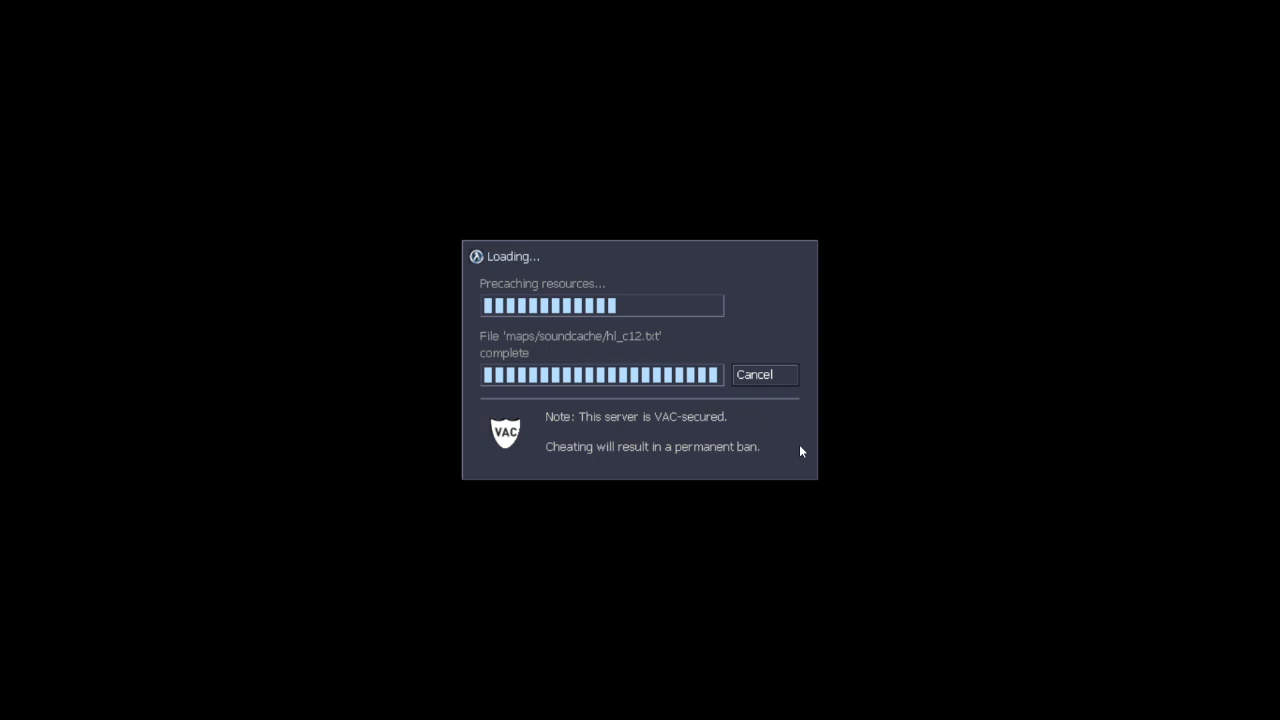 Loading...
Precaching resources...
File 'maps/soundcache/hl_c12.txt'
complete
Cancel
VAC
Note: This server is VAC-secured.
Cheating will result in a permanent ban.